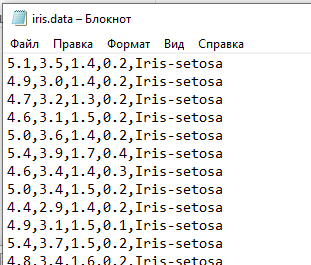 iris.data – Блокнот
Файл Правка Формат Вид Справка
5.1,3.5,1.4,0.2,Iris-setosa
4.9,3.0,1.4,0.2,Iris-setosa
4.7,3.2,1.3,0.2,Iris-setosa
4.6,3.1,1.5,0.2,Iris-setosa
5.0,3.6,1.4,0.2,Iris-setosa
5.4,3.9,1.7,0.4,Iris-setosa
4.6,3.4,1.4,0.3,Iris-setosa
5.0,3.4,1.5,0.2,Iris-setosa
4.4,2.9,1.4,0.2,Iris-setosa
4.9,3.1,1.5,0.1,Iris-setosa
5.4,3.7,1.5,0.2,Iris-setosa
4.8,3.4,1.6,0.2,Iris-setosa